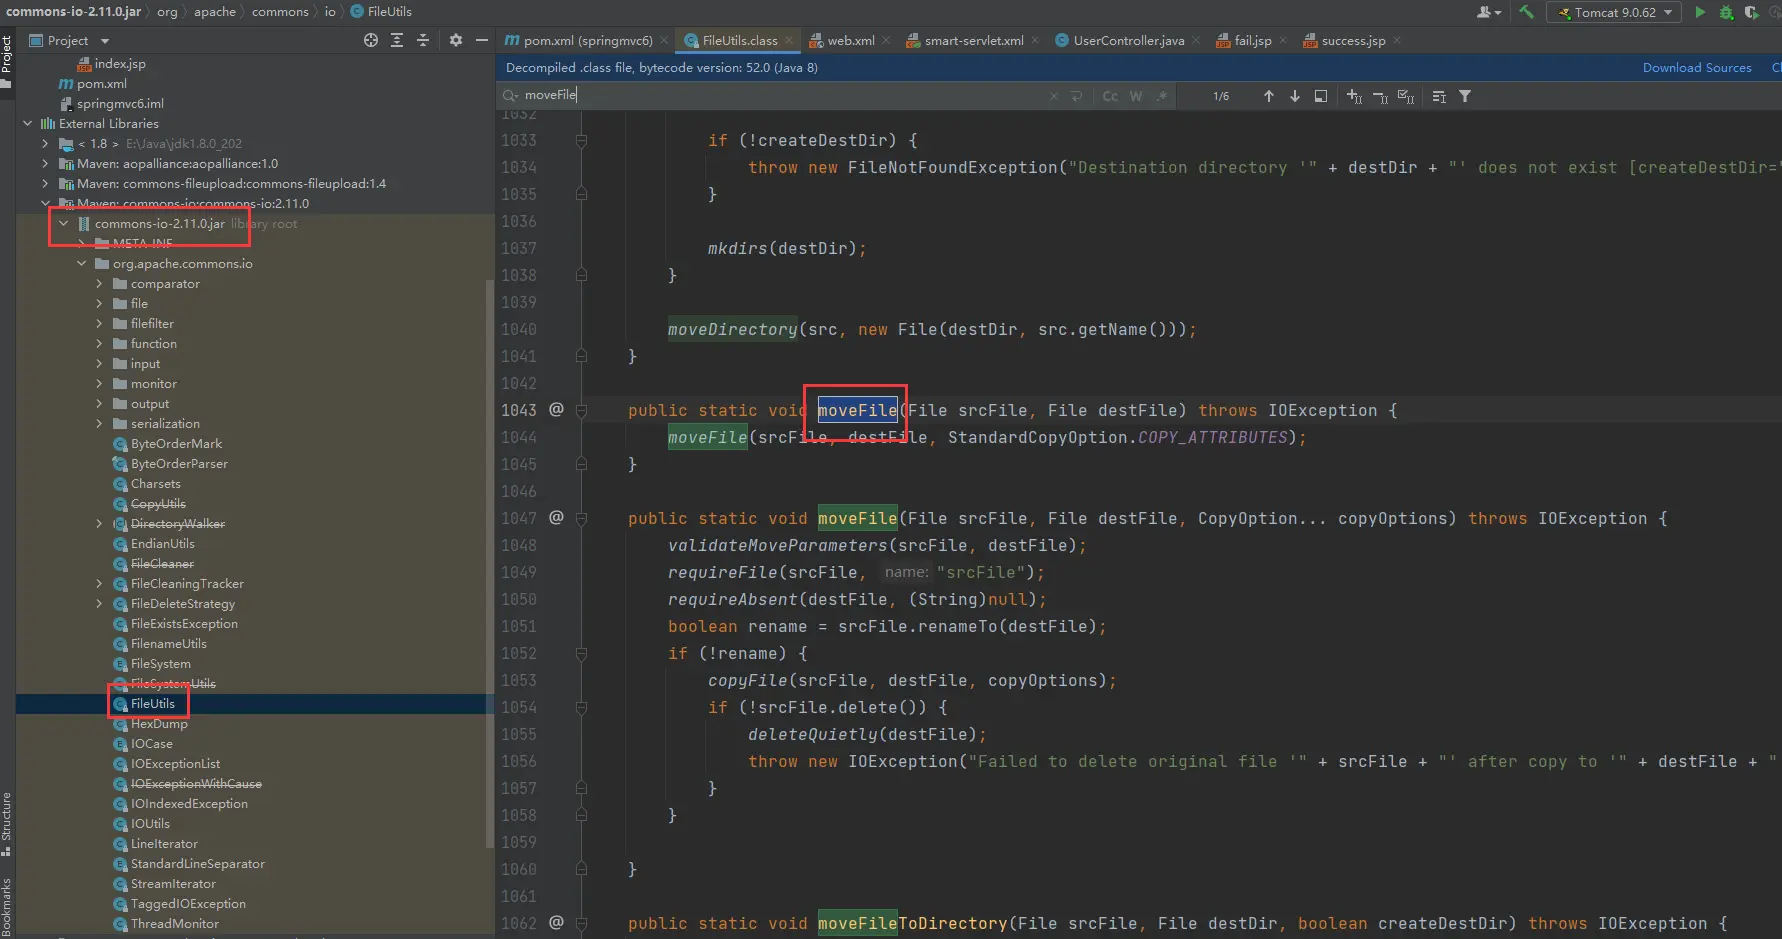 commons-io-2.11.0.jar org apache commons io FileUtils
Tomcat 9.0.62
Project
Project
index.jsp
pom.xml
springmvc6.iml
External Libraries
< 1.8 > E:\Java\jdk1.8.0_202
Maven: aopalliance:aopalliance:1.0
Maven: commons-fileupload:commons-fileupload:1.4
Maven: commons-io:commons-io:2.11.0
commons-io-2.11.0.jar library root
META-INF
org.apache.commons.io
comparator
file
filefilter
function
input
monitor
output
serialization
ByteOrderMark
ByteOrderParser
Charsets
CopyUtils
DirectoryWalker
EndianUtils
FileCleaner
FileCleaningTracker
FileDeleteStrategy
FileExistsException
FilenameUtils
FileSystem
FileSystemUtils
FileUtils
HexDump
IOCase
IOExceptionList
IOExceptionWithCause
IOIndexedException
IOUtils
LineIterator
StandardLineSeparator
StreamIterator
TaggedIOException
ThreadMonitor
Structure
Bookmarks
pom.xml (springmvc6) FileUtils.class web.xml smart-servlet.xml UserController.java fail.jsp success.jsp
Decompiled .class file, bytecode version: 52.0 (Java 8) Download Sources
moveFile Cc W .* 1/6
1032
1033 if (!createDestDir) {
1034 throw new FileNotFoundException("Destination directory '" + destDir + "' does not exist [createDestDir=
1035 }
1036
1037 mkdirs(destDir);
1038 }
1039
1040 moveDirectory(src, new File(destDir, src.getName()));
1041 }
1042
1043 @ public static void moveFile(File srcFile, File destFile) throws IOException {
1044 moveFile(srcFile, destFile, StandardCopyOption.COPY_ATTRIBUTES);
1045 }
1046
1047 @ public static void moveFile(File srcFile, File destFile, CopyOption... copyOptions) throws IOException {
1048 validateMoveParameters(srcFile, destFile);
1049 requireFile(srcFile, name: "srcFile");
1050 requireAbsent(destFile, (String)null);
1051 boolean rename = srcFile.renameTo(destFile);
1052 if (!rename) {
1053 copyFile(srcFile, destFile, copyOptions);
1054 if (!srcFile.delete()) {
1055 deleteQuietly(destFile);
1056 throw new IOException("Failed to delete original file '" + srcFile + "' after copy to '" + destFile + "
1057 }
1058 }
1059
1060 }
1061
1062 @ public static void moveFileToDirectory(File srcFile, File destDir, boolean createDestDir) throws IOException {